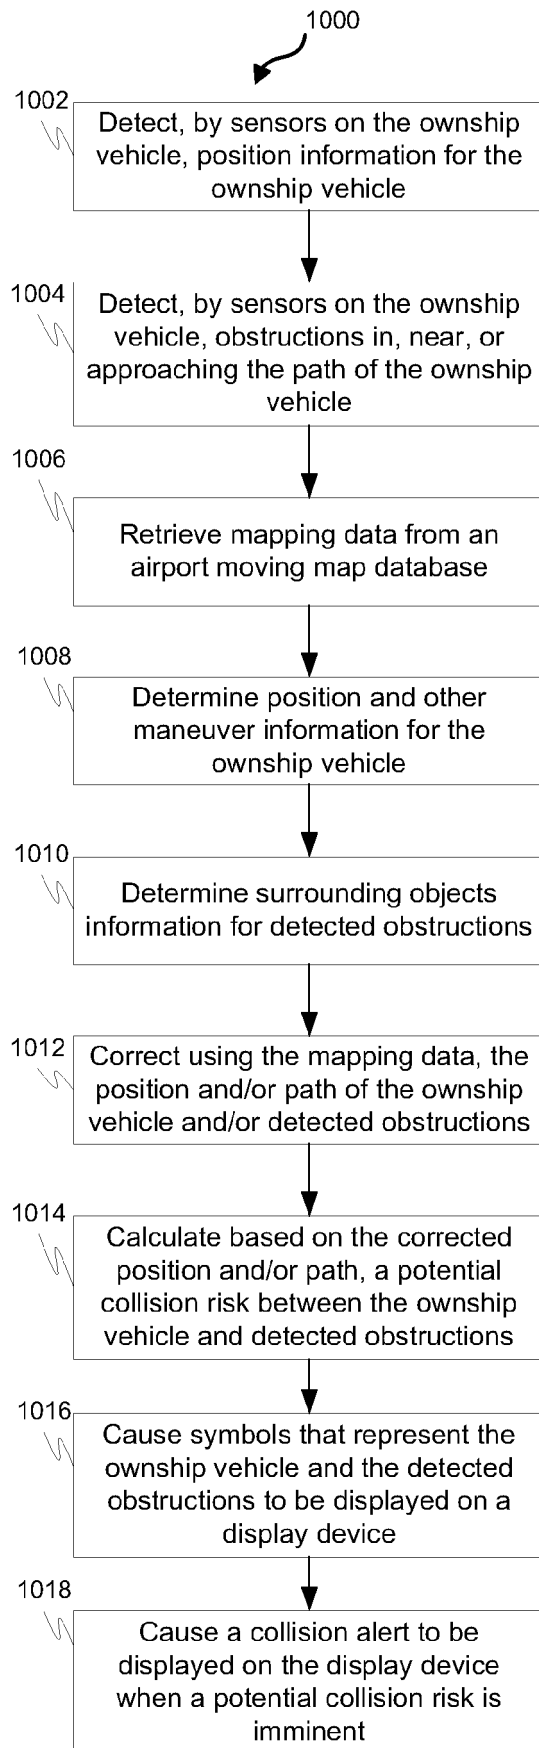 1000
1002
Detect, by sensors on the ownship
vehicle, position information for the
ownship vehicle
1004
Detect, by sensors on the ownship
vehicle, obstructions in, near, or
approaching the path of the ownship
vehicle
1006
Retrieve mapping data from an
airport moving map database
1008
Determine position and other
maneuver information for the
ownship vehicle
1010
Determine surrounding objects
information for detected obstructions
1012
Correct using the mapping data, the
position and/or path of the ownship
vehicle and/or detected obstructions
1014
Calculate based on the corrected
position and/or path, a potential
collision risk between the ownship
vehicle and detected obstructions
1016
Cause symbols that represent the
ownship vehicle and the detected
obstructions to be displayed on a
display device
1018
Cause a collision alert to be
displayed on the display device
when a potential collision risk is
imminent